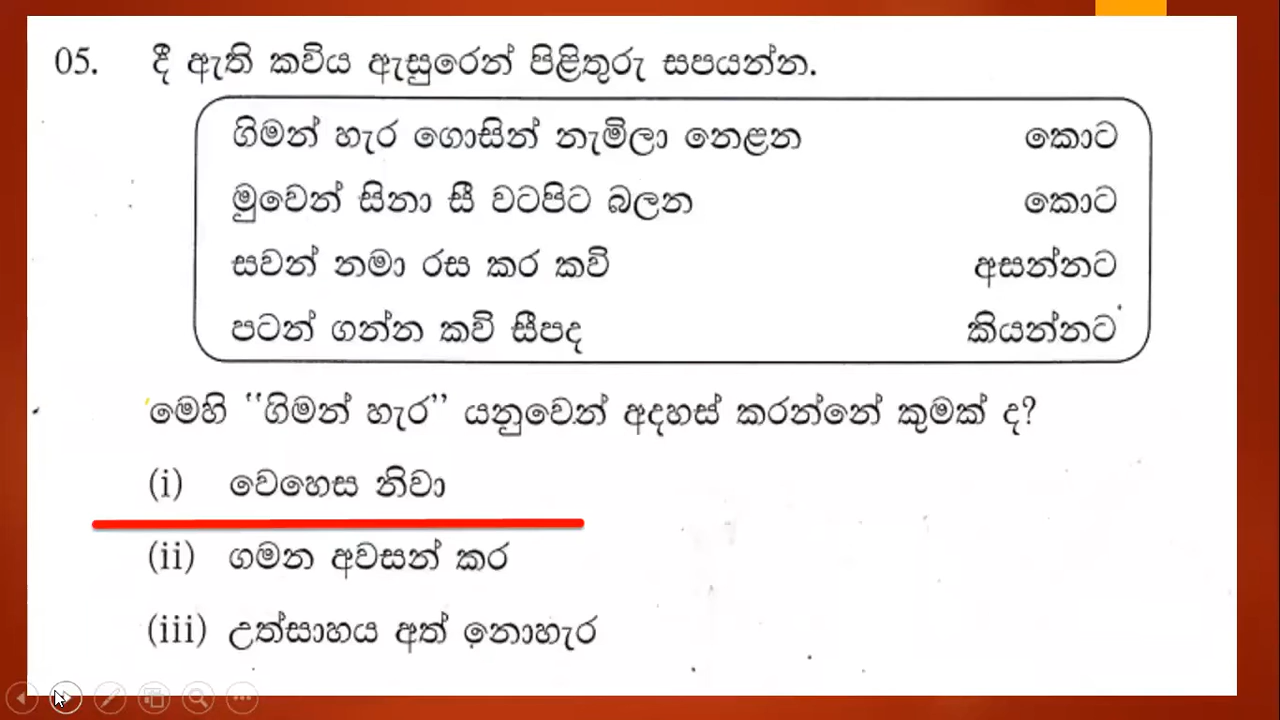 05. දී ඇති කවිය ඇසුරෙන් පිළිතුරු සපයන්න.
ගිමන් හැර ගොසින් නැමිලා නෙළන කොට
මුවෙන් සිනා සී වටපිට බලන කොට
සවන් නමා රස කර කවි අසන්නට
පටන් ගන්න කවි සීපද කියන්නට
මෙහි "ගිමන් හැර" යනුවෙන් අදහස් කරන්නේ කුමක් ද?
(i) වෙහෙස නිවා
(ii) ගමන අවසන් කර
(iii) උත්සාහය අත් නොහැර